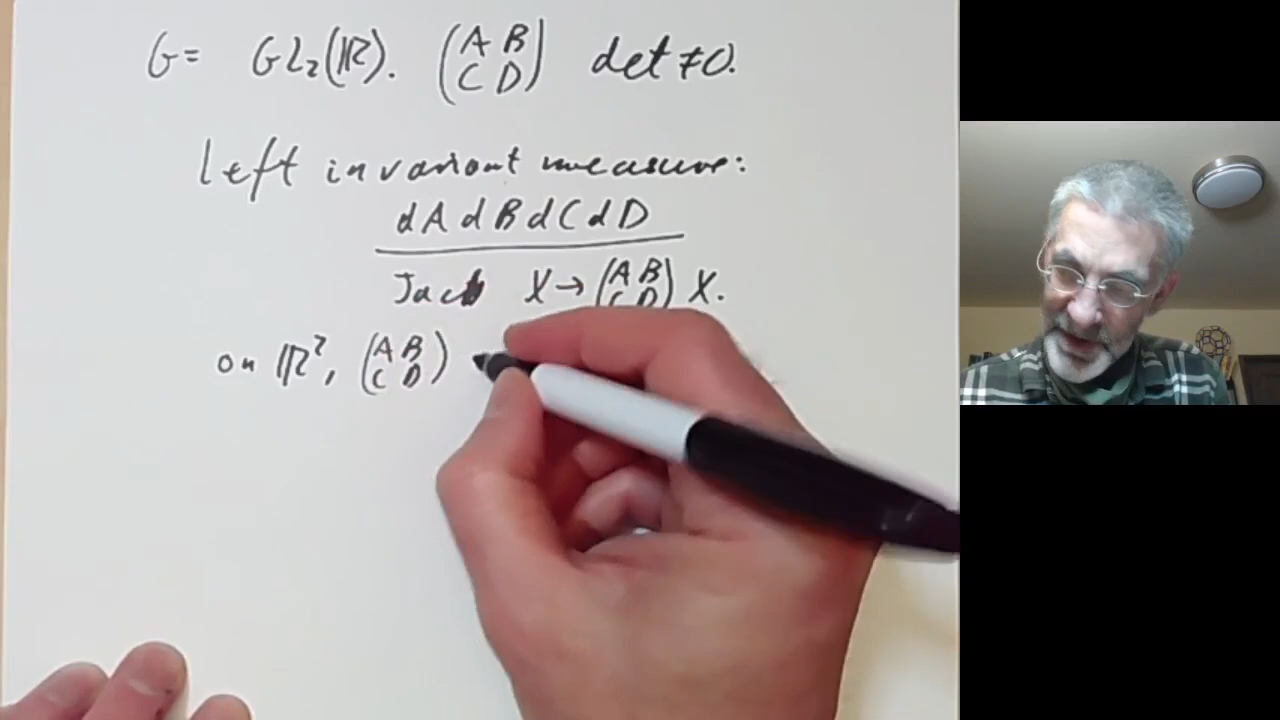 G = GL₂(ℝ). (A B
C D) det ≠ 0.
left invariant measure:
dA dB dC dD
Jac X → (A B
C D) X.
on ℝ², (A B
C D)